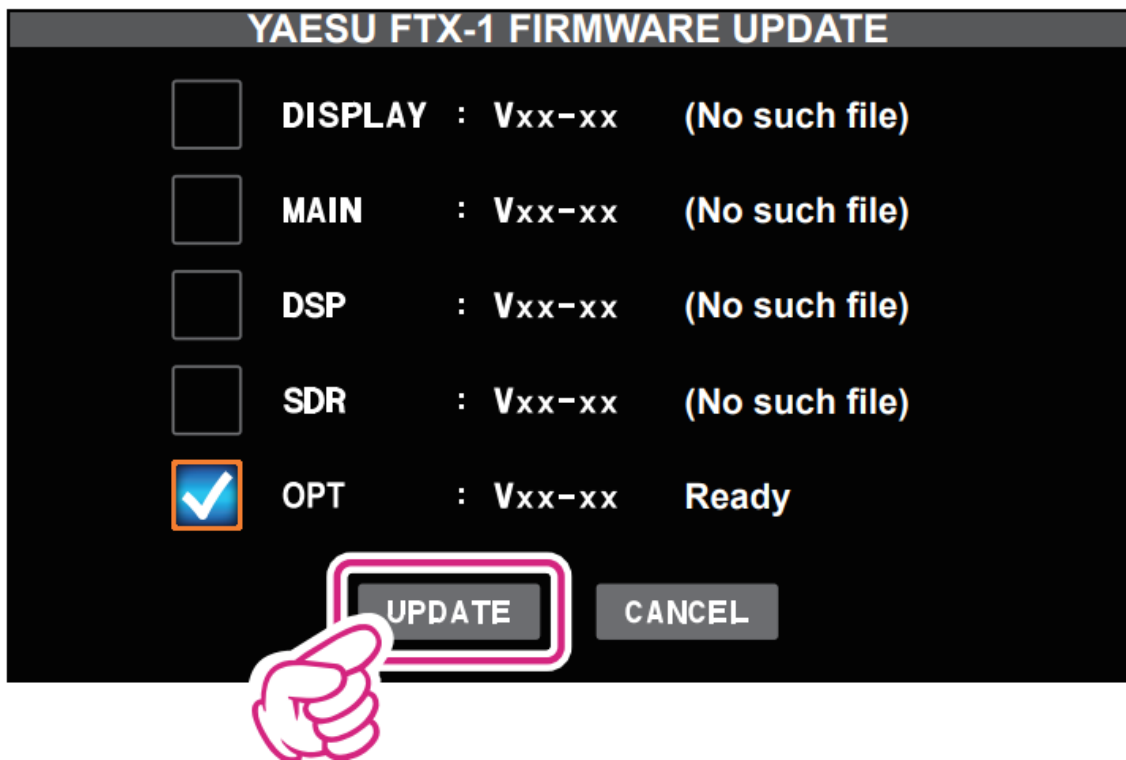 YAESU FTX-1 FIRMWARE UPDATE
DISPLAY : Vxx-xx (No such file)
MAIN : Vxx-xx (No such file)
DSP : Vxx-xx (No such file)
SDR : Vxx-xx (No such file)
OPT : Vxx-xx Ready
UPDATE CANCEL